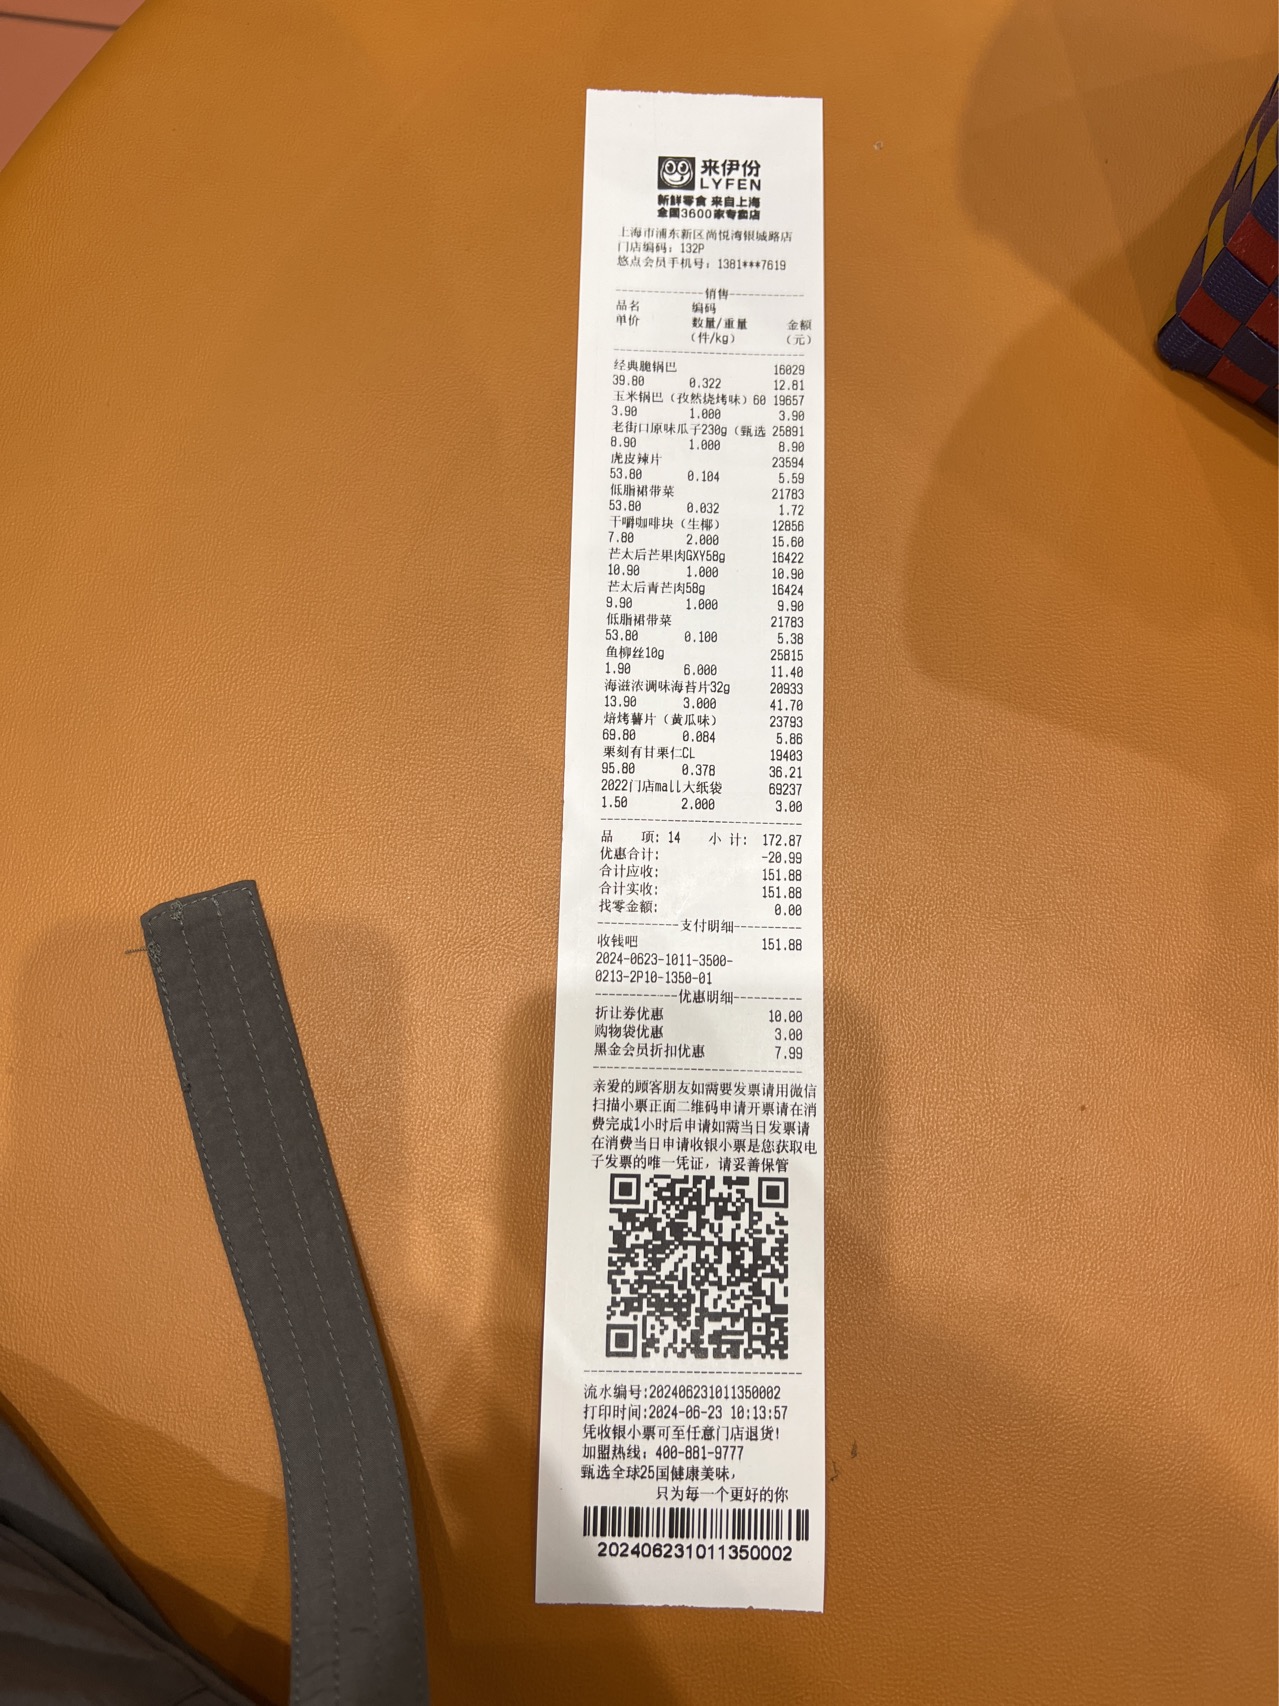 来伊份
LYFEN
新鲜零食 来自上海
全国3600家专卖店
上海市浦东新区尚悦湾银城路店
门店编码：132P
悠点会员手机号：1381***7619
------------销售------------
品名 编码
单价 数量/重量 金额
（件/kg） （元）
经典脆锅巴 16029
39.80 0.322 12.81
玉米锅巴（孜然烧烤味）60 19657
3.90 1.000 3.90
老街口原味瓜子230g（甄选 25891
8.90 1.000 8.90
虎皮辣片 23594
53.80 0.104 5.59
低脂裙带菜 21783
53.80 0.032 1.72
干嚼咖啡块（生椰） 12856
7.80 2.000 15.60
芒太后芒果肉GXY58g 16422
10.90 1.000 10.90
芒太后青芒肉58g 16424
9.90 1.000 9.90
低脂裙带菜 21783
53.80 0.100 5.38
鱼柳丝10g 25815
1.90 6.000 11.40
海滋浓调味海苔片32g 20933
13.90 3.000 41.70
焙烤薯片（黄瓜味） 23793
69.80 0.084 5.86
栗刻有甘栗仁CL 19403
95.80 0.378 36.21
2022门店mall大纸袋 69237
1.50 2.000 3.00
品 项: 14 小 计: 172.87
优惠合计: -20.99
合计应收: 151.88
合计实收: 151.88
找零金额: 0.00
------------支付明细----------
收钱吧 151.88
2024-0623-1011-3500-
0213-2P10-1350-01
------------优惠明细----------
折让券优惠 10.00
购物袋优惠 3.00
黑金会员折扣优惠 7.99
亲爱的顾客朋友如需要发票请用微信
扫描小票正面二维码申请开票请在消
费完成1小时后申请如需当日发票请
在消费当日申请收银小票是您获取电
子发票的唯一凭证，请妥善保管
流水编号:202406231011350002
打印时间:2024-06-23 10:13:57
凭收银小票可至任意门店退货!
加盟热线：400-881-9777
甄选全球25国健康美味，
只为每一个更好的你
202406231011350002